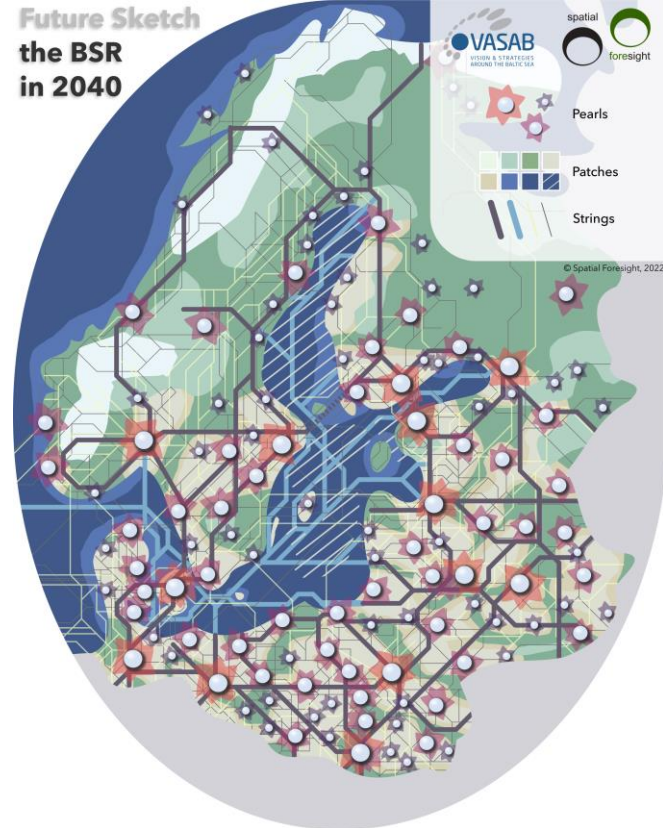 Future Sketch
the BSR
in 2040
VASAB
VISION & STRATEGIES
AROUND THE BALTIC SEA
spatial
foresight
Pearls
Patches
Strings
© Spatial Foresight, 2022